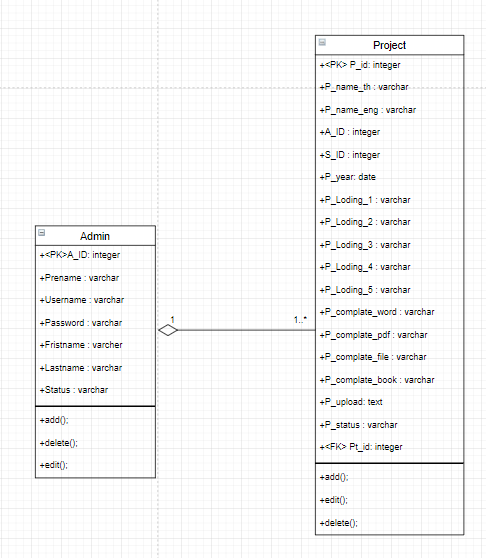 Project
+<PK> P_id: integer
+P_name_th : varchar
+P_name_eng : varchar
+A_ID : integer
+S_ID : integer
+P_year: date
+P_Loding_1 : varchar
+P_Loding_2 : varchar
+P_Loding_3 : varchar
+P_Loding_4 : varchar
+P_Loding_5 : varchar
+P_complate_word : varchar
+P_complate_pdf : varchar
+P_complate_file : varchar
+P_complate_book : varchar
+P_upload: text
+P_status : varchar
+<FK> Pt_id: integer
+add();
+edit();
+delete();
Admin
+<PK>A_ID: integer
+Prename : varchar
+Username : varchar
+Password : varchar
+Fristname : varcher
+Lastname : varchar
+Status : varchar
+add();
+delete();
+edit();
1
1..*